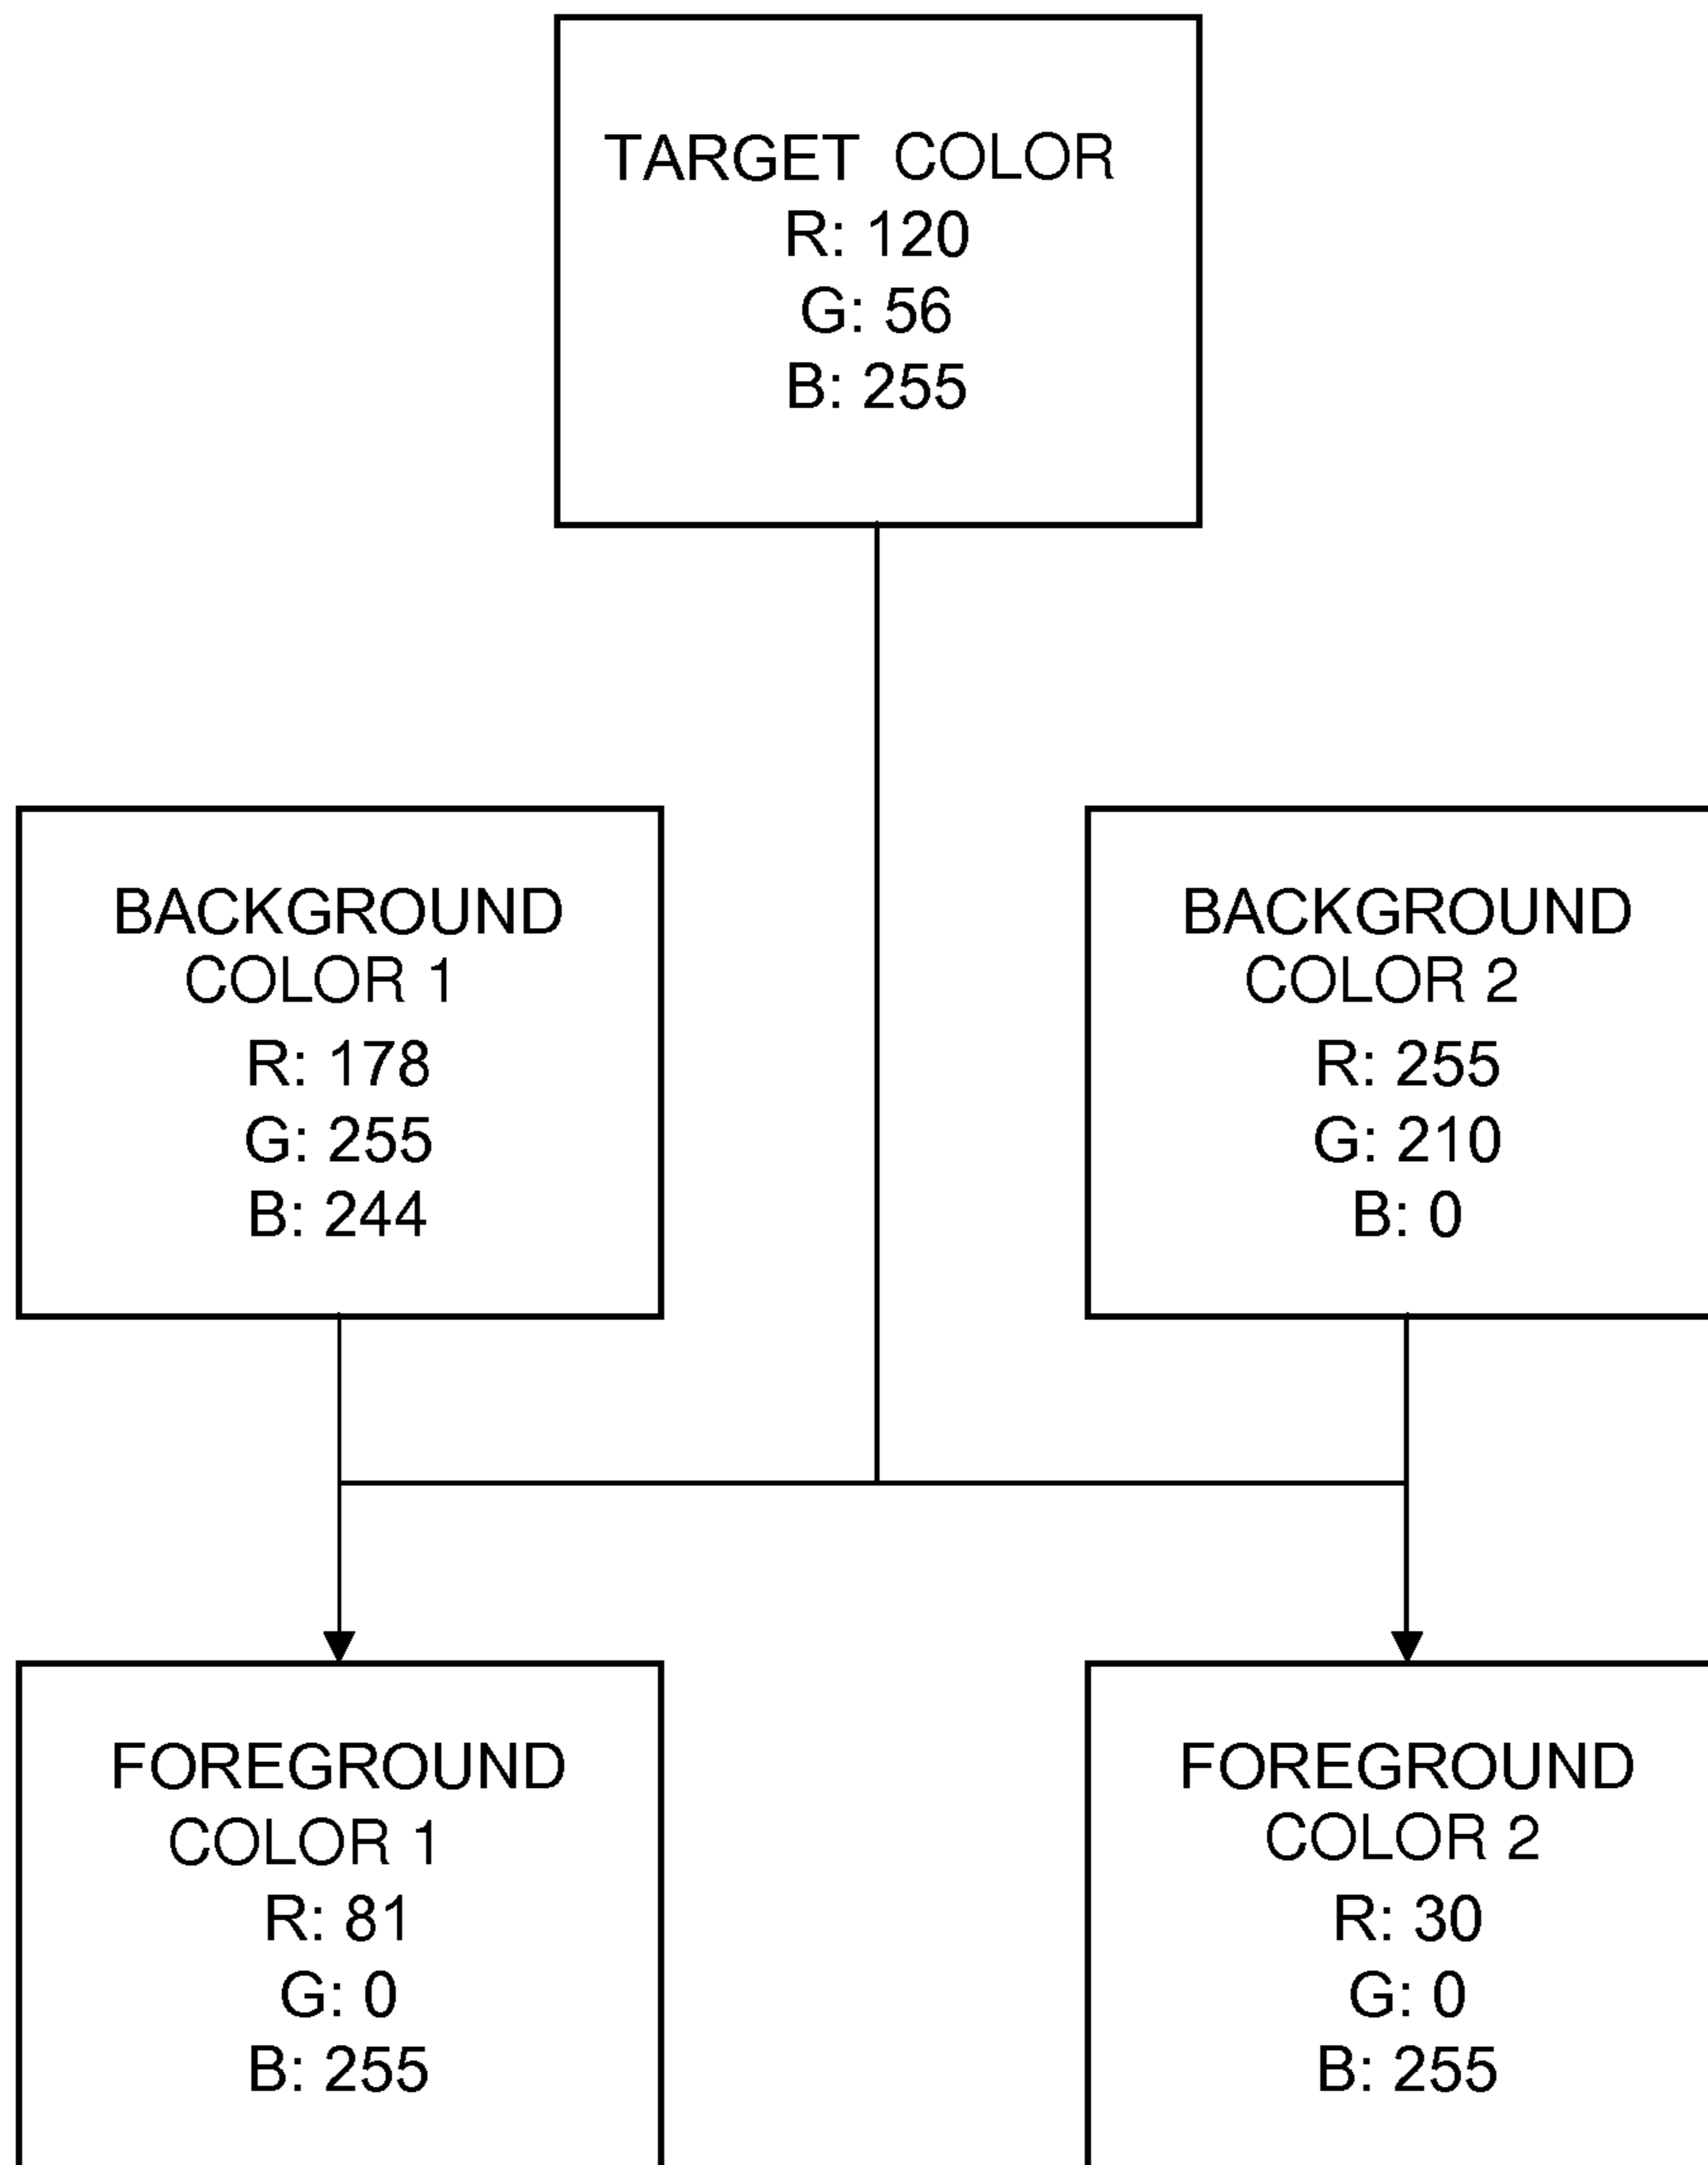 TARGET COLOR
R: 120
G: 56
B: 255
BACKGROUND
COLOR 1
R: 178
G: 255
B: 244
BACKGROUND
COLOR 2
R: 255
G: 210
B: 0
FOREGROUND
COLOR 1
R: 81
G: 0
B: 255
FOREGROUND
COLOR 2
R: 30
G: 0
B: 255